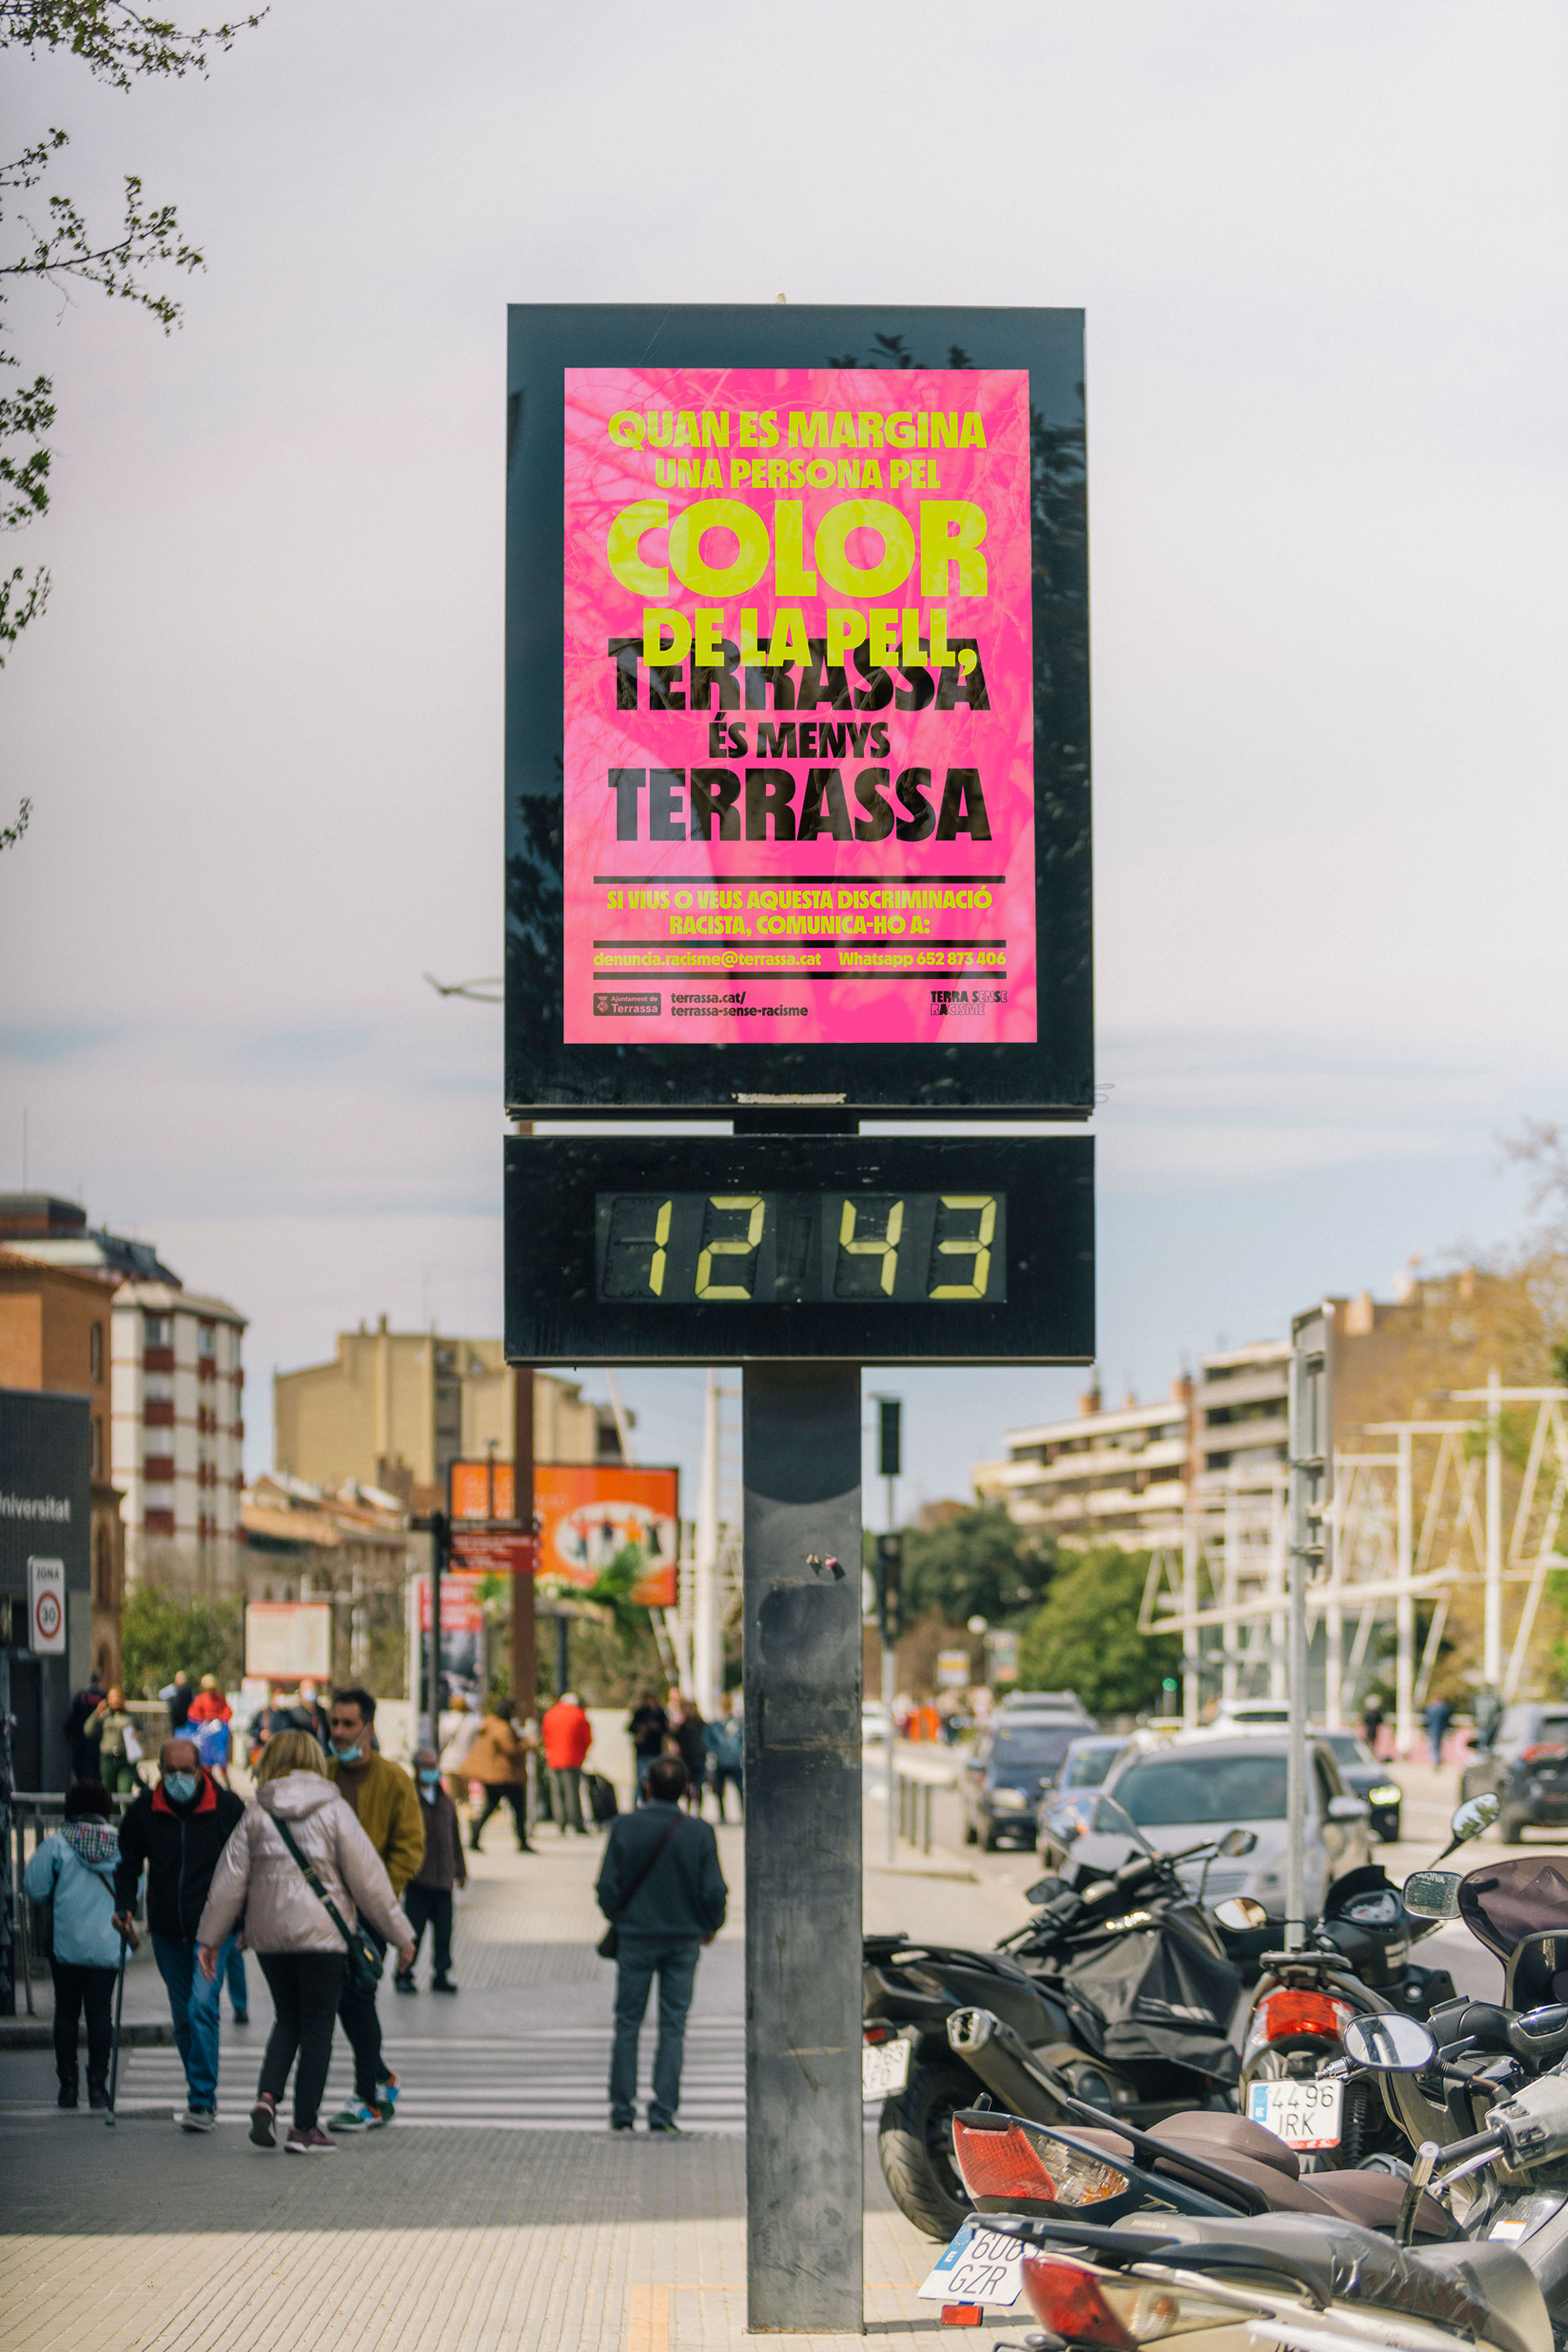 QUAN ES MARGINA
UNA PERSONA PEL
COLOR
DE LA PELL,
TERRASSA
ÉS MENYS
TERRASSA
SI VIUS O VEUS AQUESTA DISCRIMINACIÓ
RACISTA, COMUNICA-HO A:
denuncia.racisme@terrassa.cat Whatsapp 652 873 406
Ajuntament de
Terrassa
terrassa.cat/
terrassa-sense-racisme
TERRA SENSE
RACISME
12 43
ZONA
30
4496
JRK
GZR